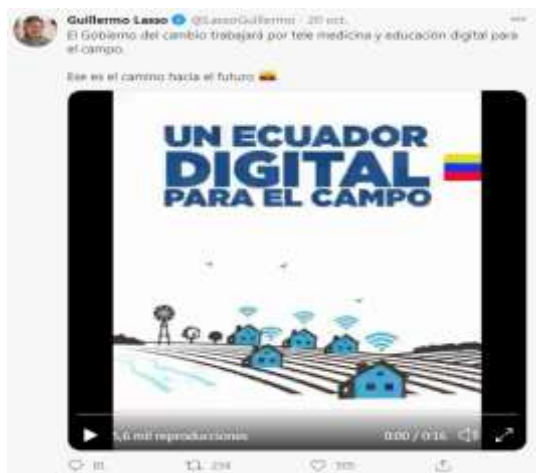 Guillermo Lasso @LassoGuillermo · 20 oct.
El Gobierno del cambio trabajará por tele medicina y educación digital para
el campo.
Ese es el camino hacia el futuro
UN ECUADOR
DIGITAL
PARA EL CAMPO
5,6 mil reproducciones
0:00 / 0:16